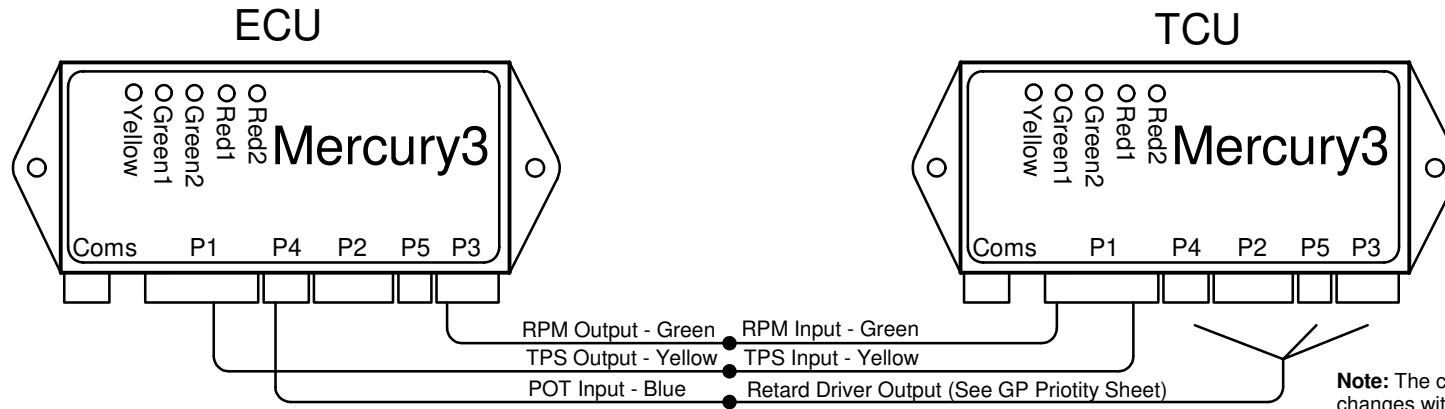 ECU
TCU
Yellow
Green1
Green2
Red1
Red2
Mercury3
Yellow
Green1
Green2
Red1
Red2
Mercury3
Coms P1 P4 P2 P5 P3
Coms P1 P4 P2 P5 P3
RPM Output - Green RPM Input - Green
TPS Output - Yellow TPS Input - Yellow
POT Input - Blue Retard Driver Output (See GP Priotity Sheet)
Note: The c
changes wit